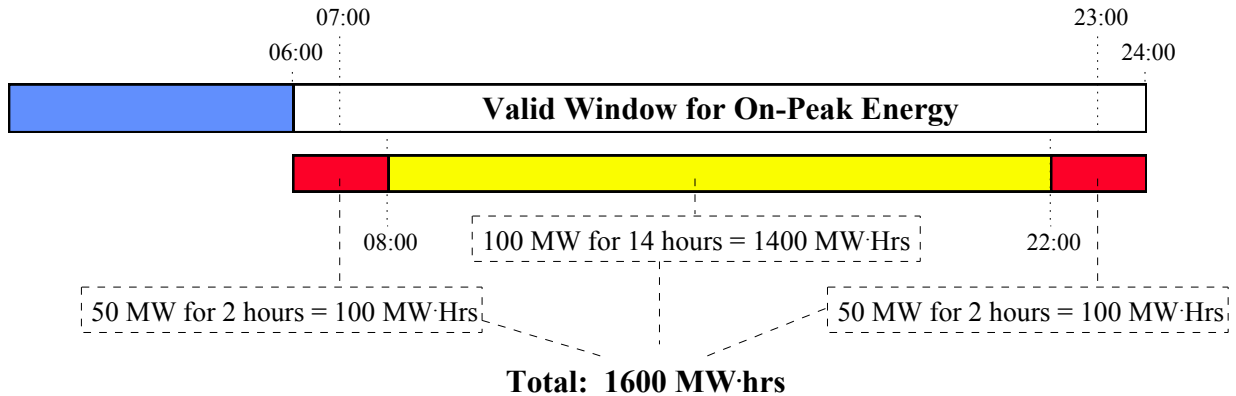 07:00 23:00
06:00 24:00
Valid Window for On-Peak Energy
08:00 100 MW for 14 hours = 1400 MW·Hrs 22:00
50 MW for 2 hours = 100 MW·Hrs 50 MW for 2 hours = 100 MW·Hrs
Total: 1600 MW·hrs